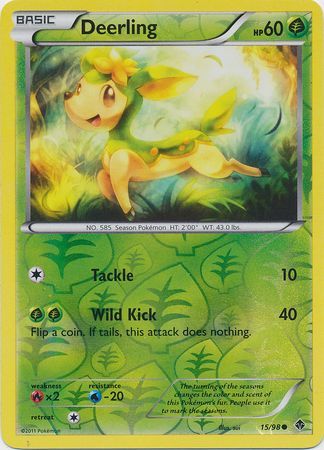 BASIC
Deerling
HP60
NO. 585 Season Pokémon HT: 2'00" WT: 43.0 lbs.
Tackle 10
Wild Kick 40
Flip a coin. If tails, this attack does nothing.
weakness resistance
×2 -20
retreat
The turning of the seasons
changes the color and scent of
this Pokémon's fur. People use it
to mark the seasons.
©2011 Pokémon
Illus. sui
15/98